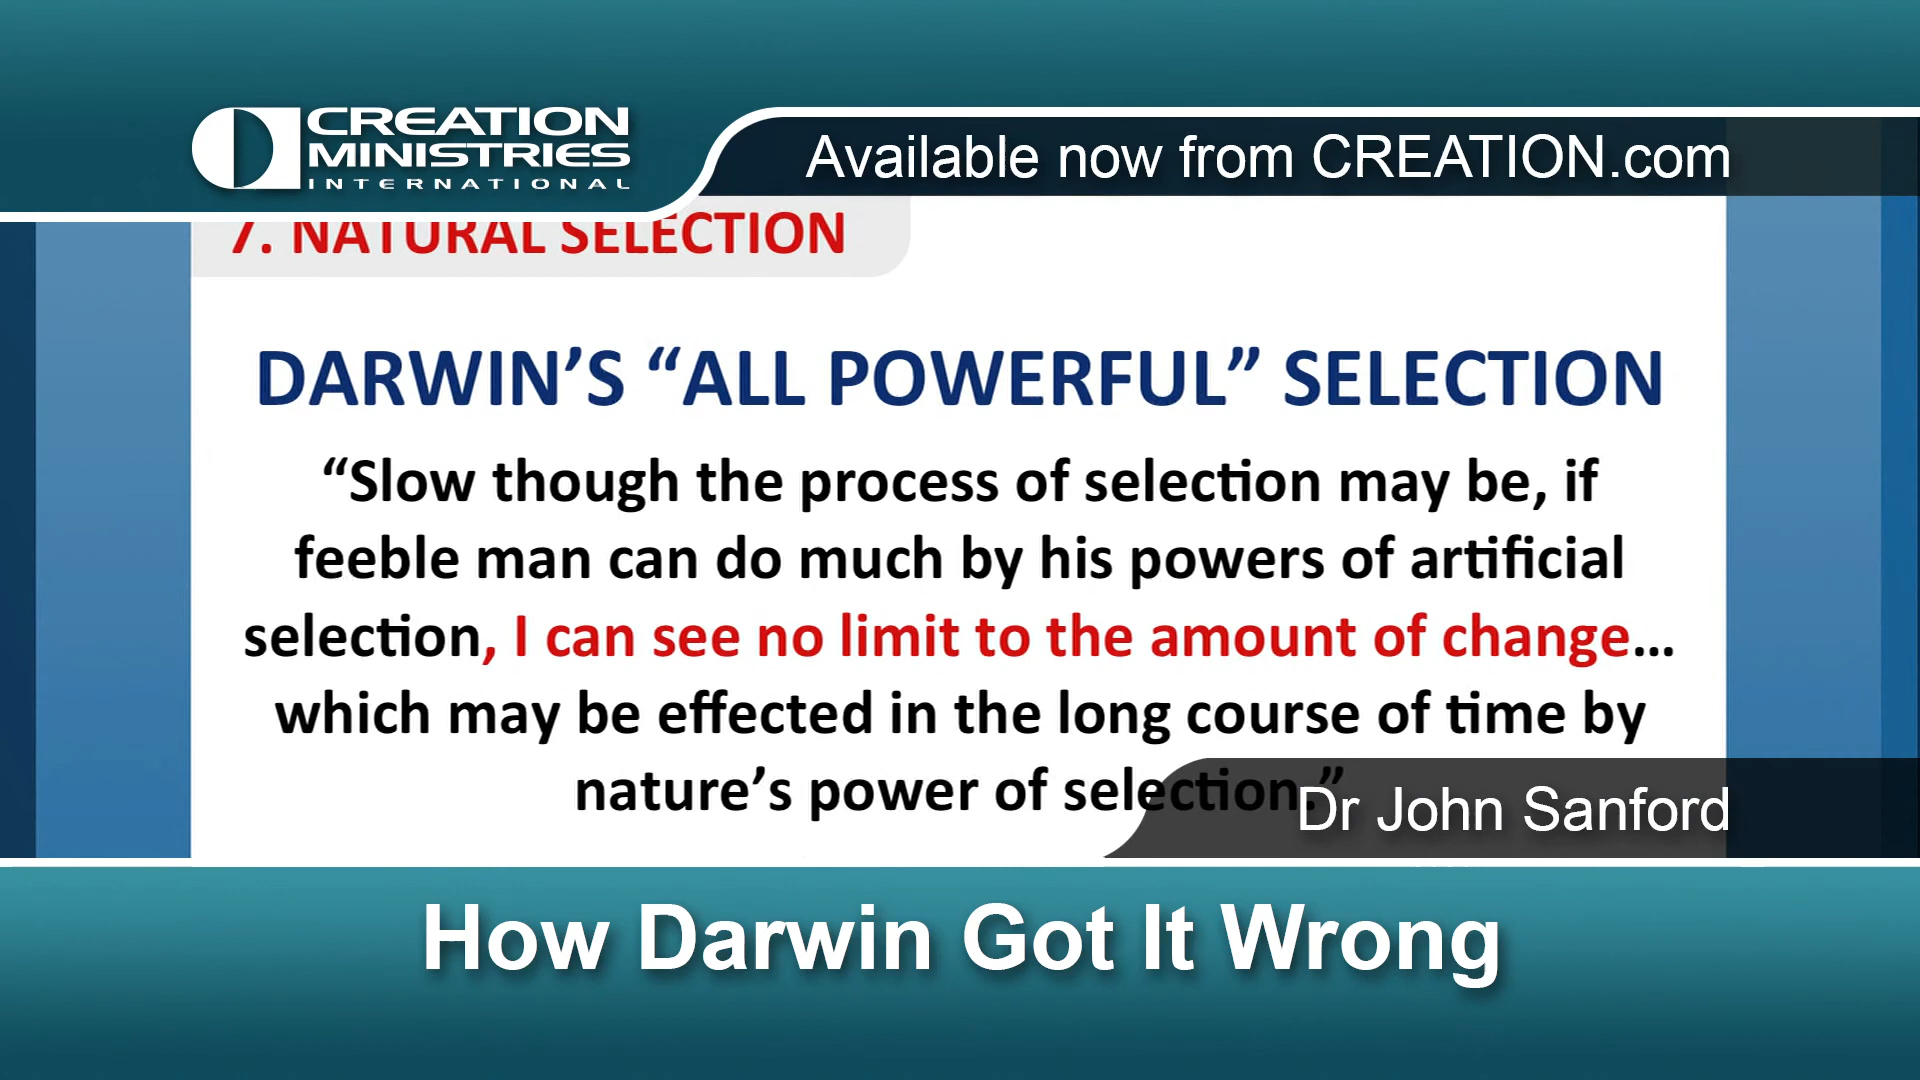 CREATION
MINISTRIES
INTERNATIONAL
Available now from CREATION.com
7. NATURAL SELECTION
DARWIN’S “ALL POWERFUL” SELECTION
“Slow though the process of selection may be, if
feeble man can do much by his powers of artificial
selection, I can see no limit to the amount of change...
which may be effected in the long course of time by
nature’s power of selection.”
Dr John Sanford
How Darwin Got It Wrong